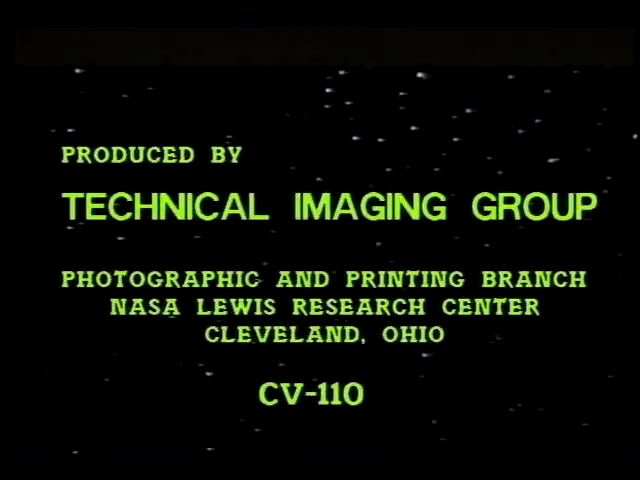 PRODUCED BY
TECHNICAL IMAGING GROUP
PHOTOGRAPHIC AND PRINTING BRANCH
NASA LEWIS RESEARCH CENTER
CLEVELAND, OHIO
CV-110